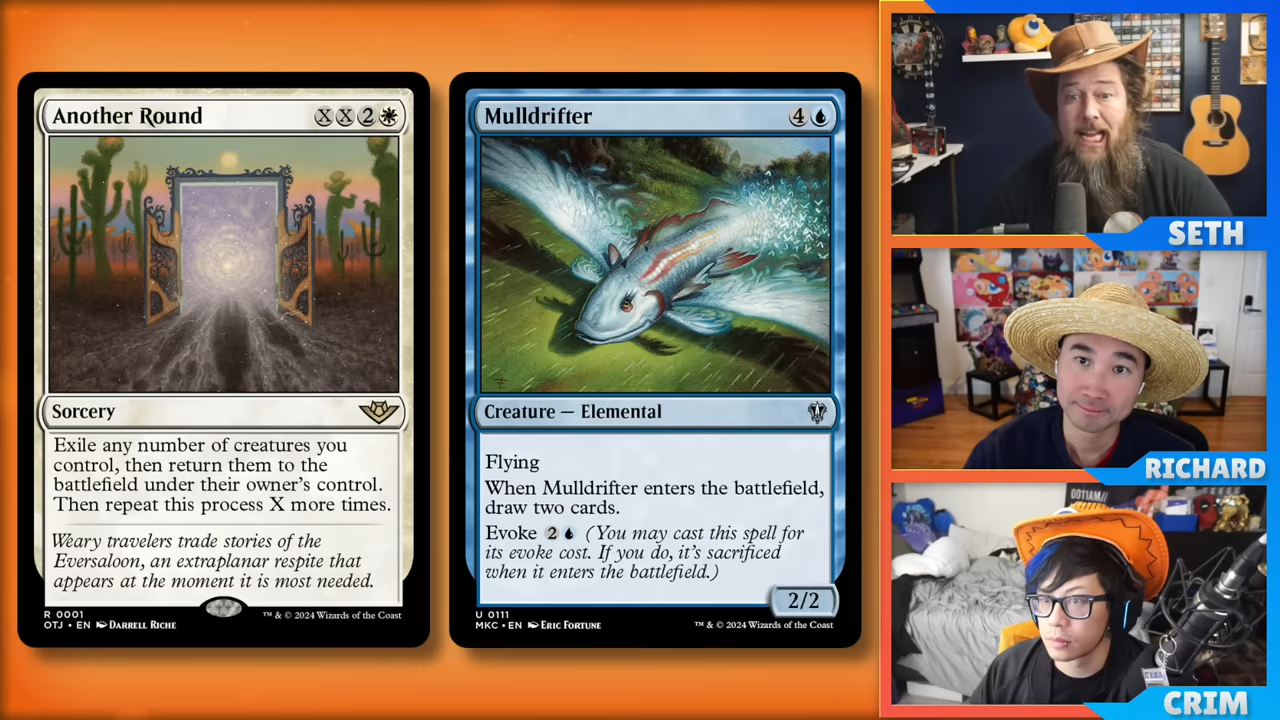 Another Round XX2
Sorcery
Exile any number of creatures you
control, then return them to the
battlefield under their owner's control.
Then repeat this process X more times.
Weary travelers trade stories of the
Eversaloon, an extraplanar respite that
appears at the moment it is most needed.
R 0001
OTJ • EN DARRELL RICHE
™ & © 2024 Wizards of the Coast
Mulldrifter 4
Creature — Elemental
Flying
When Mulldrifter enters the battlefield,
draw two cards.
Evoke 2 (You may cast this spell for
its evoke cost. If you do, it's sacrificed
when it enters the battlefield.)
2/2
U 0111
MKC • EN ERIC FORTUNE
™ & © 2024 Wizards of the Coast
SETH
RICHARD
0011AM//
CRIM